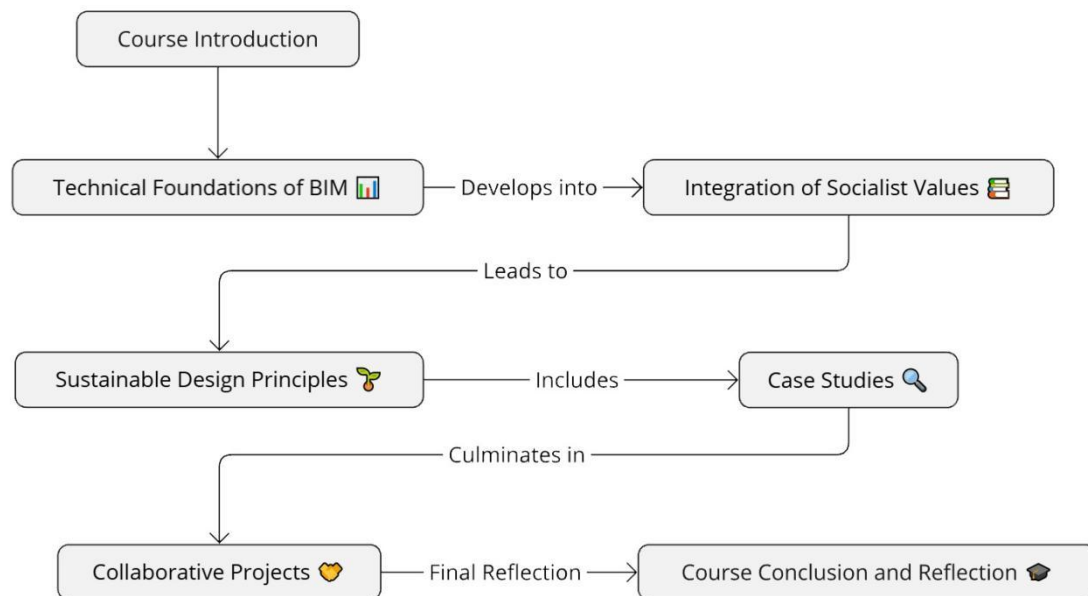 Course Introduction
Technical Foundations of BIM
Develops into
Integration of Socialist Values
Leads to
Sustainable Design Principles
Includes
Case Studies
Culminates in
Collaborative Projects
Final Reflection
Course Conclusion and Reflection